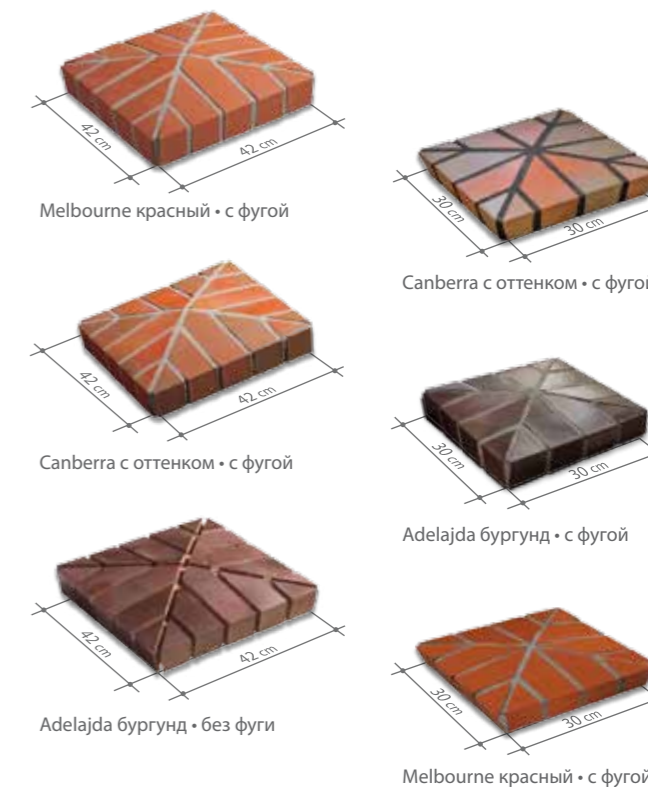 42 cm
42 cm
Melbourne красный • с фугой
42 cm
42 cm
Canberra с оттенком • с фугой
42 cm
42 cm
Adelajda бургунд • без фуги
30 cm
30 cm
Canberra с оттенком • с фугой
30 cm
30 cm
Adelajda бургунд • с фугой
30 cm
30 cm
Melbourne красный • с фугой